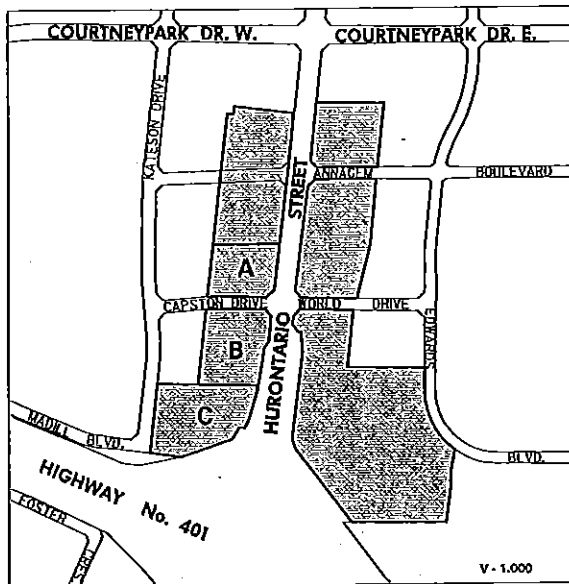 COURTNEYPARK DR. W.
COURTNEYPARK DR. E.
KATESON DRIVE
STREET
ANNAGEM
BOULEVARD
A
CAPSTON DRIVE
WORLD DRIVE
EDWARDS
B
HURONTARIO
C
MADILL BLVD.
BLVD.
HIGHWAY No. 401
FOSTER
CRES
V - 1.000